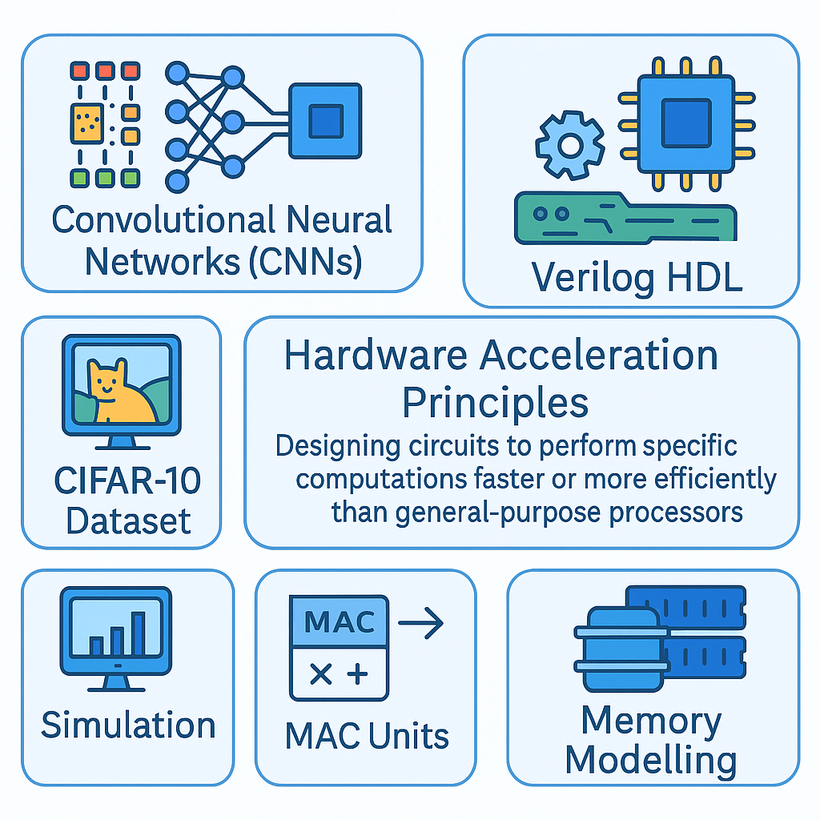 Convolutional Neural
Networks (CNNs)
Verilog HDL
CIFAR-10
Dataset
Hardware Acceleration
Principles
Designing circuits to perform specific
computations faster or more efficiently
than general-purpose processors
Simulation
MAC
× +
MAC Units
Memory
Modelling